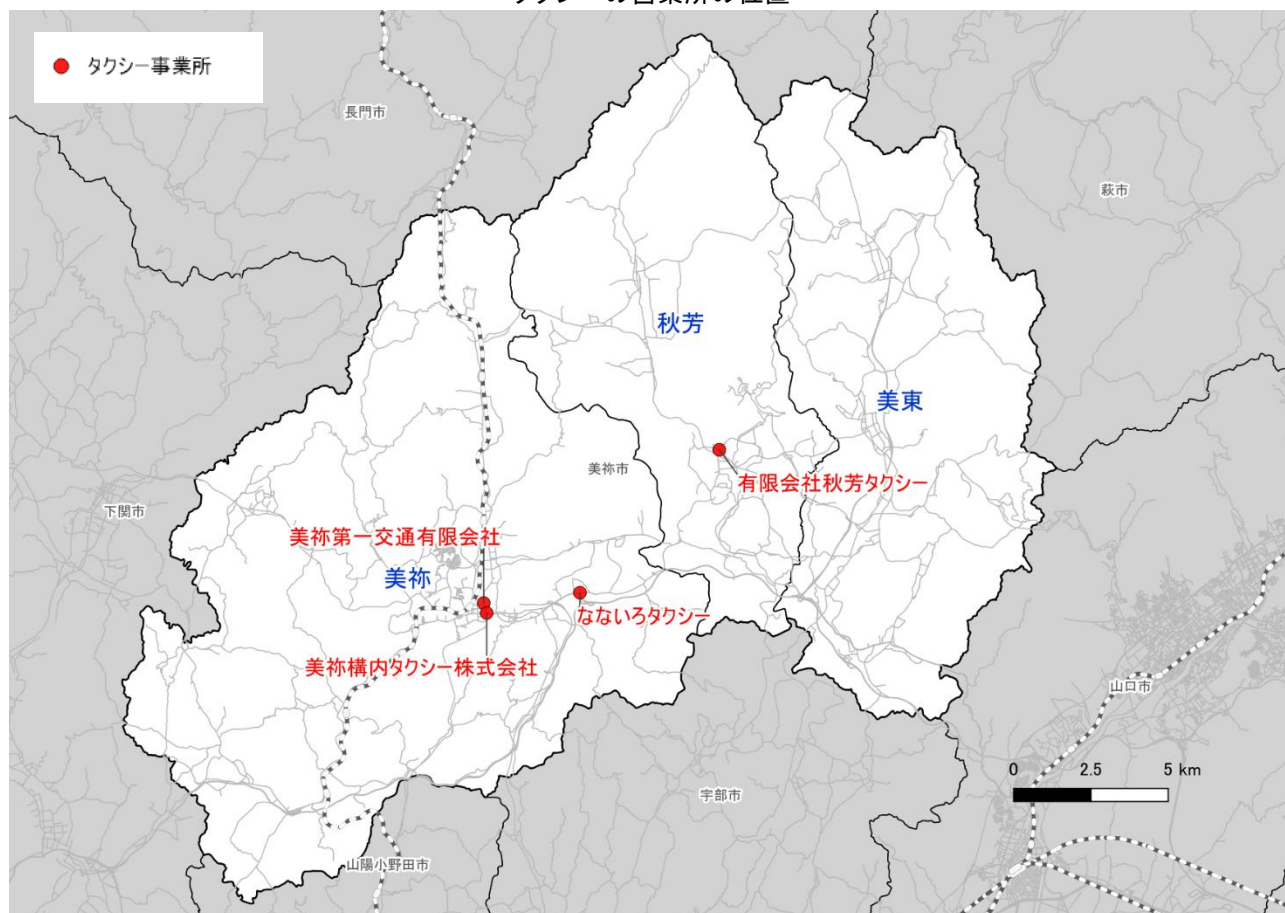 タクシー事業所
長門市
萩市
秋芳
美東
美祢市
有限会社秋芳タクシー
下関市
美祢第一交通有限会社
美祢
なないろタクシー
美祢構内タクシー株式会社
山口市
0 2.5 5 km
宇部市
山陽小野田市